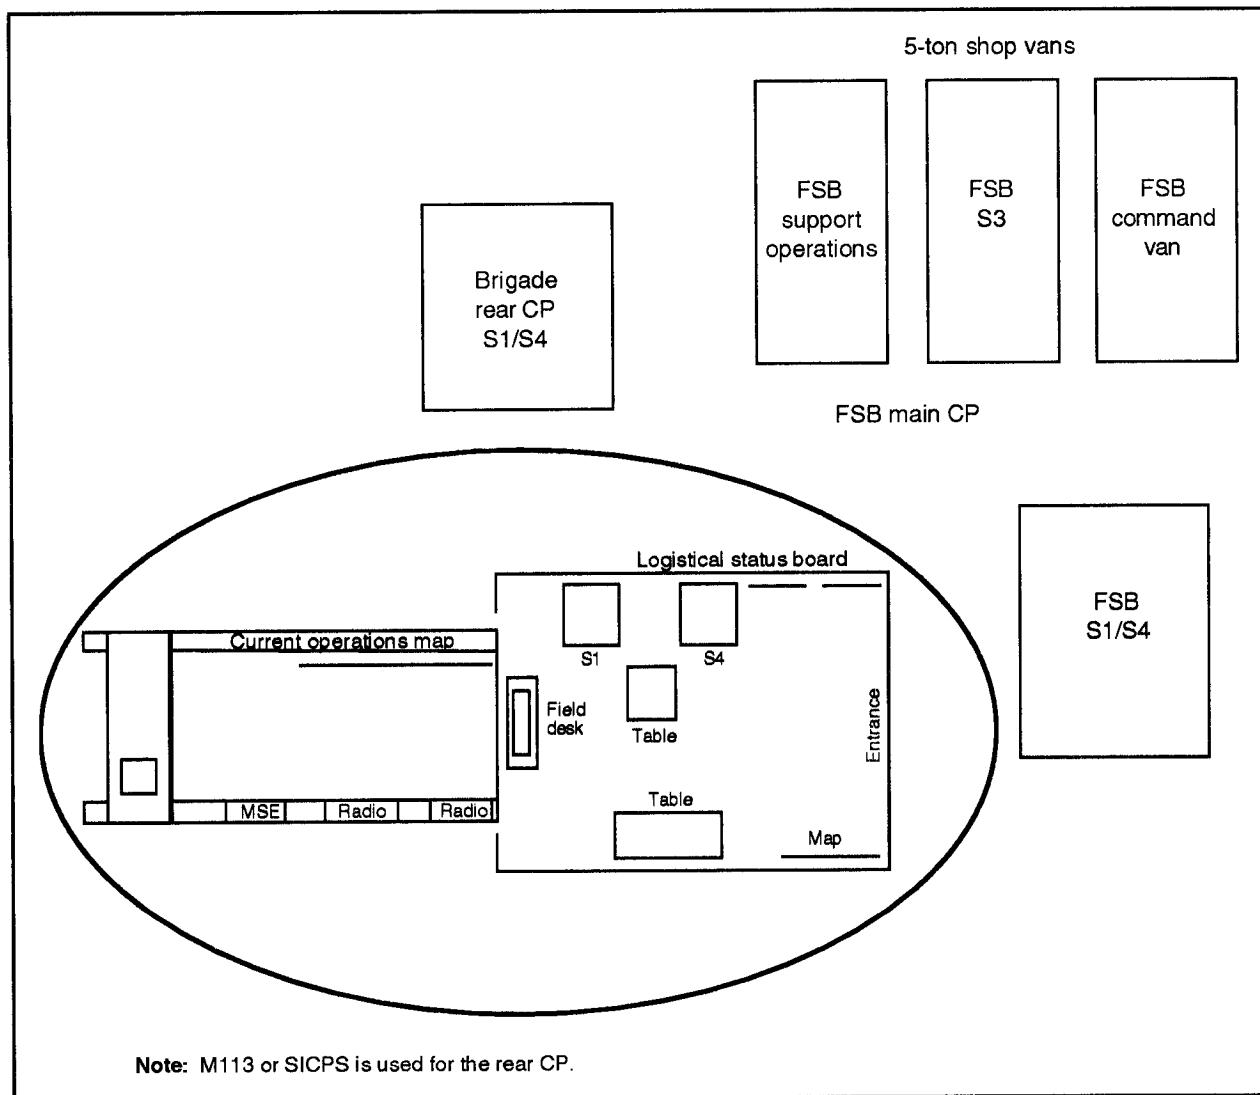 5-ton shop vans
FSB
support
operations
FSB
S3
FSB
command
van
Brigade
rear CP
S1/S4
FSB main CP
FSB
S1/S4
Logistical status board
S1
S4
Current operations map
Field
desk
Table
Entrance
MSE
Radio
Radio
Table
Map
Note: M113 or SICPS is used for the rear CP.